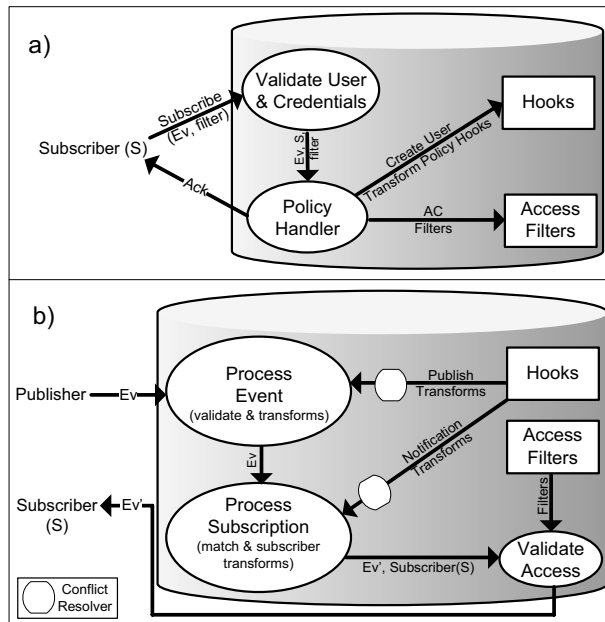 a)
Validate User
& Credentials
Hooks
Subscribe
(Ev, filter)
Subscriber (S)
Ev, S,
filter
Create User
Transform Policy Hooks
Ack
Policy
Handler
AC
Filters
Access
Filters
b)
Process
Event
(validate & transforms)
Publish
Transforms
Hooks
Publisher
Ev
Ev
Notification
Transforms
Access
Filters
Subscriber
(S)
Ev'
Process
Subscription
(match & subscriber
transforms)
Filters
Ev', Subscriber(S)
Validate
Access
Conflict
Resolver